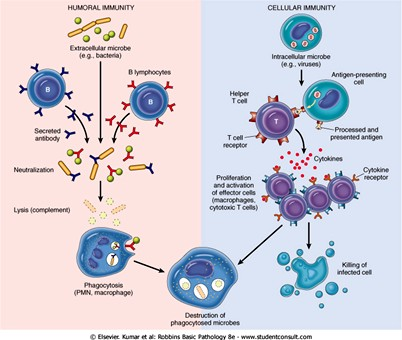 HUMORAL IMMUNITY
Extracellular microbe
(e.g., bacteria)
B
B lymphocytes
B
Secreted
antibody
Neutralization
Lysis (complement)
Phagocytosis
(PMN, macrophage)
CELLULAR IMMUNITY
Intracellular microbe
(e.g., viruses)
Antigen-presenting
cell
Helper
T cell
T
T cell
receptor
Processed and
presented antigen
Cytokines
Cytokine
receptor
Proliferation
and activation
of effector cells
(macrophages,
cytotoxic T cells)
Killing of
infected cell
Destruction of
phagocytosed microbes
© Elsevier. Kumar et al: Robbins Basic Pathology 8e - www.studentconsult.com